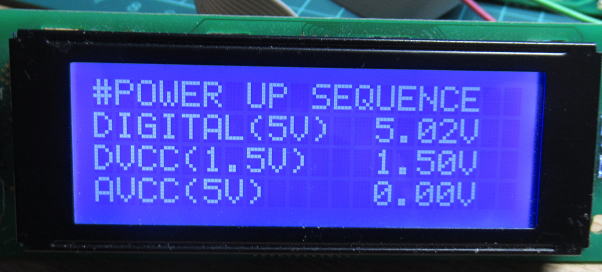 #POWER UP SEQUENCE
DIGITAL(5V) 5.02V
DVCC(1.5V) 1.50V
AVCC(5V) 0.00V